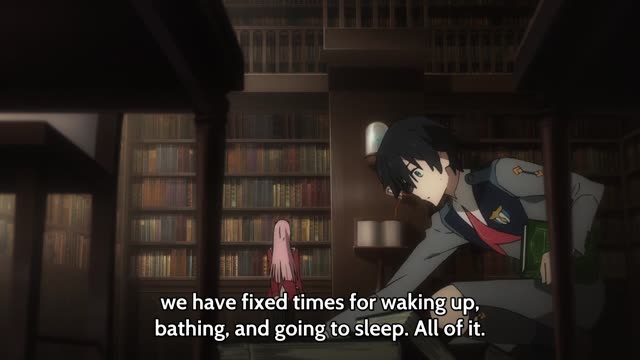 we have fixed times for waking up,
bathing, and going to sleep. All of it.